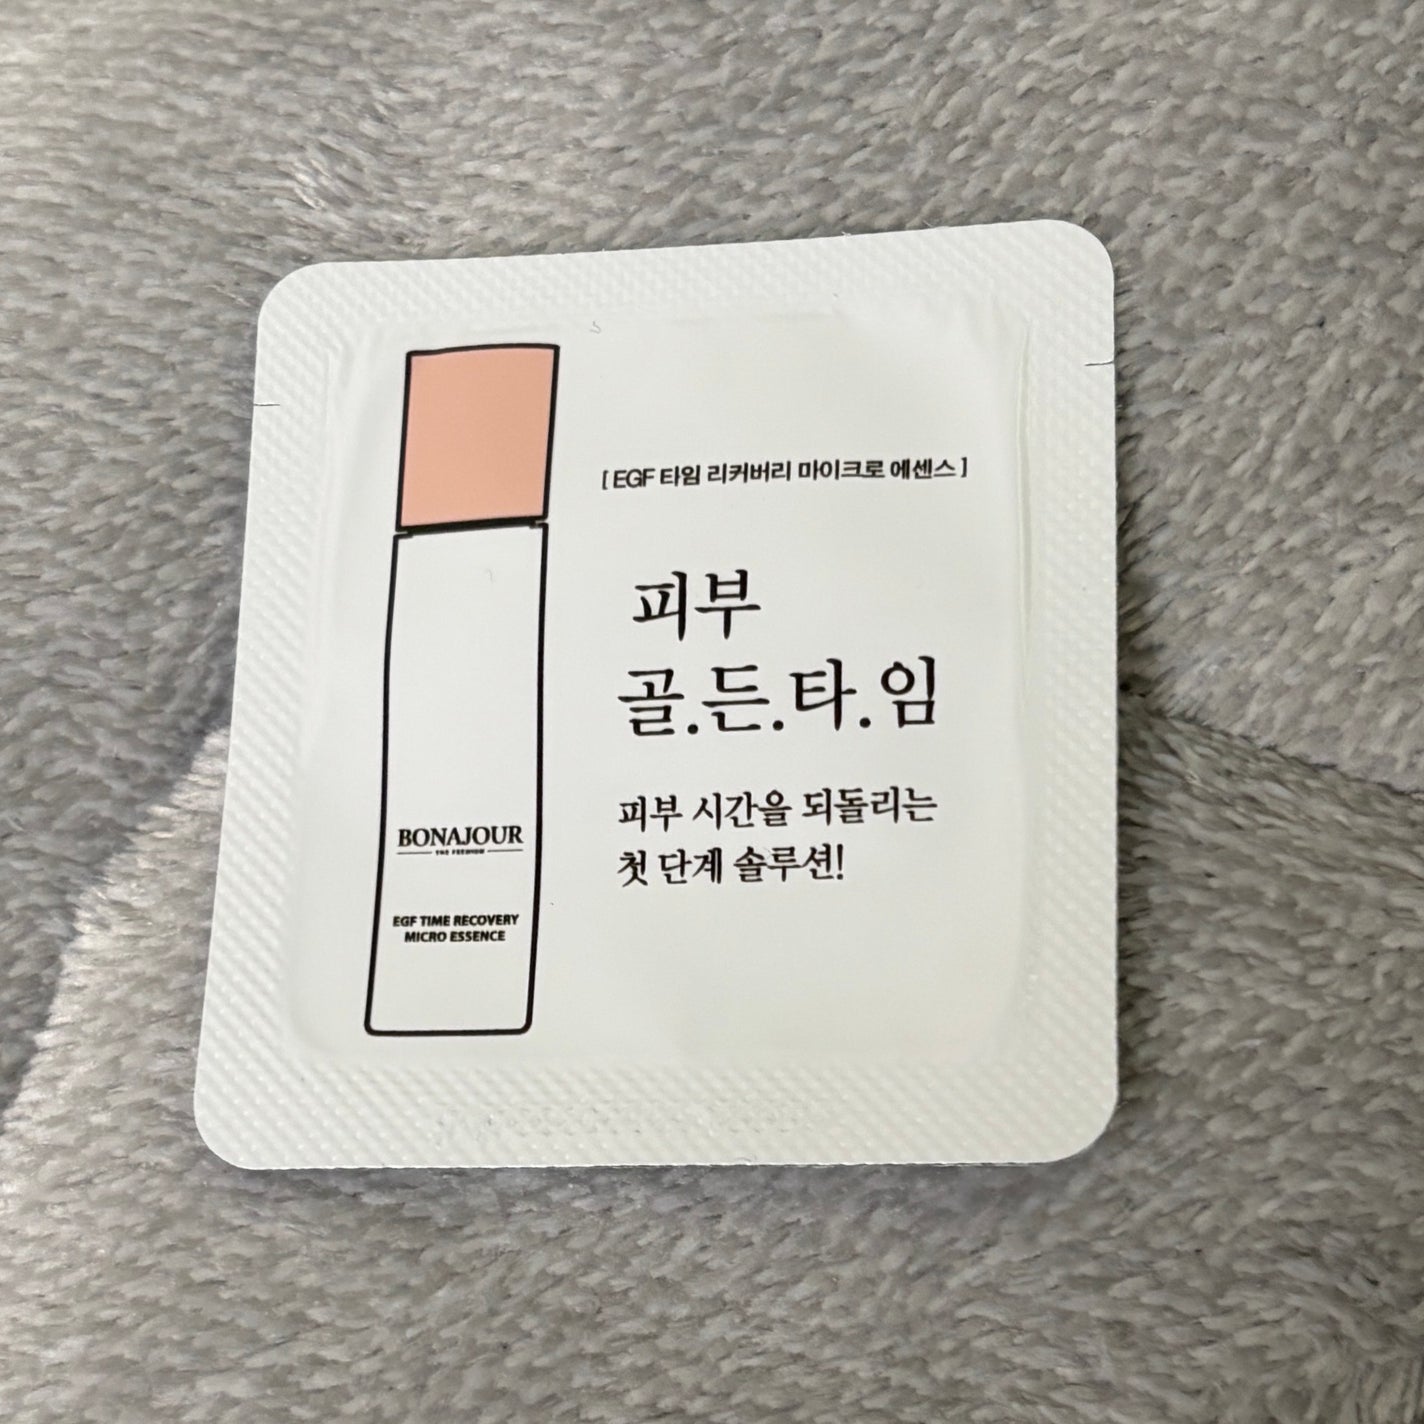 [ EGF 타임 리커버리 마이크로 에센스 ]
피부
골.든.타.임
피부 시간을 되돌리는
첫 단계 솔루션!
BONAJOUR
THE PREMIUM
EGF TIME RECOVERY
MICRO ESSENCE